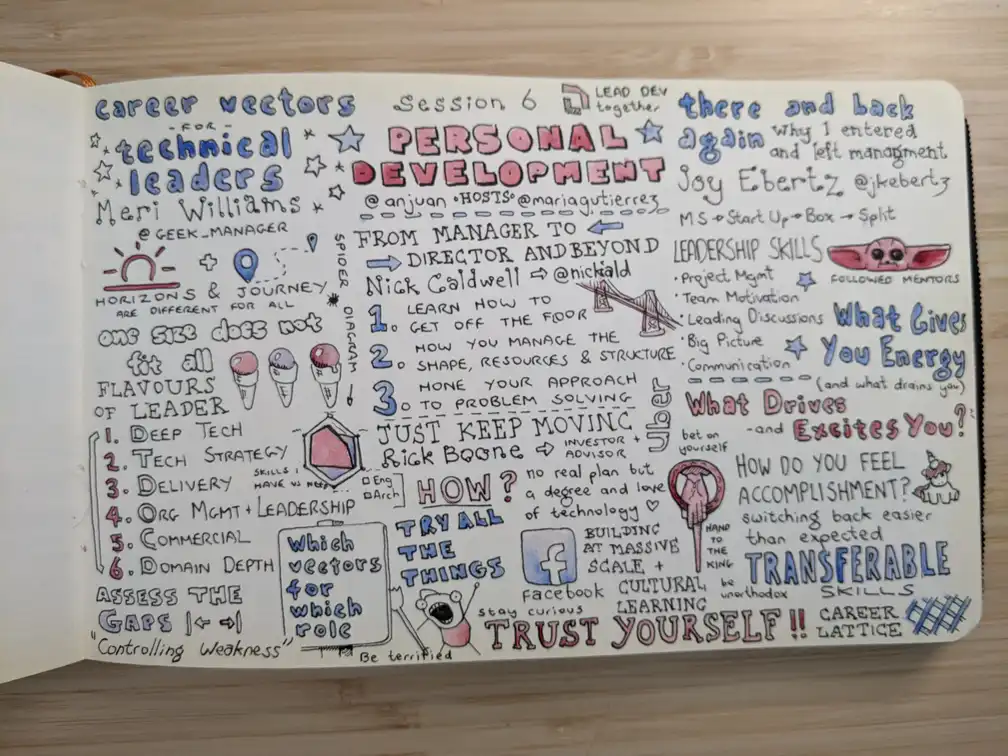 career vectors
- FOR -
technical
leaders
Meri Williams
@GEEK_MANAGER
+
HORIZONS & JOURNEY
ARE DIFFERENT FOR ALL
one size does not
fit all
FLAVOURS
OF LEADER
1. DEEP TECH
2. TECH STRATEGY
3. DELIVERY
4. ORG MGMT + LEADERSHIP
5. COMMERCIAL
6. DOMAIN DEPTH
SPIDER
DIAGRAM
SKILLS I
HAVE VS NEED
Eng
Arch
ASSESS THE
GAPS
"Controlling Weakness"
Which
vectors
for
which
role
Session 6
LEAD DEV
together
PERSONAL
DEVELOPMENT
@anjuan •HOSTS• @mariagutierrez
FROM MANAGER TO
DIRECTOR AND BEYOND
Nick Caldwell ⇨ @nickald
1. LEARN HOW TO
GET OFF THE FLOOR
2. HOW YOU MANAGE THE
SHAPE, RESOURCES & STRUCTURE
3. HONE YOUR APPROACH
TO PROBLEM SOLVING
JUST KEEP MOVING
Rick Boone ⇨ INVESTOR +
ADVISOR
Uber
HOW?
no real plan but
a degree and love
of technology ♡
TRY ALL
THE
THINGS
f
facebook
BUILDING
AT MASSIVE
SCALE +
CULTURAL
LEARNING
stay curious
Be terrified
TRUST YOURSELF!!
there and back
again why I entered
and left managment
Joy Ebertz @jkebertz
MS → Start Up → Box → Split
LEADERSHIP SKILLS
• Project Mgmt
• Team Motivation
• Leading Discussions
• Big Picture
• Communication
FOLLOWED MENTORS
What Gives
You Energy
(and what drains you)
What Drives
-and Excites You?
bet on
yourself
HAND
TO
THE
KING
HOW DO YOU FEEL
ACCOMPLISHMENT?
switching back easier
than expected
be
unorthodox
TRANSFERABLE
SKILLS
CAREER
LATTICE